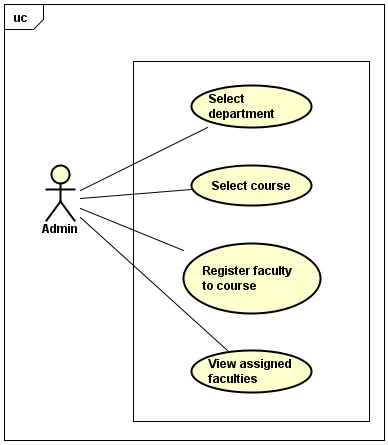 uc
Select
department
Select course
Admin
Register faculty
to course
View assigned
faculties